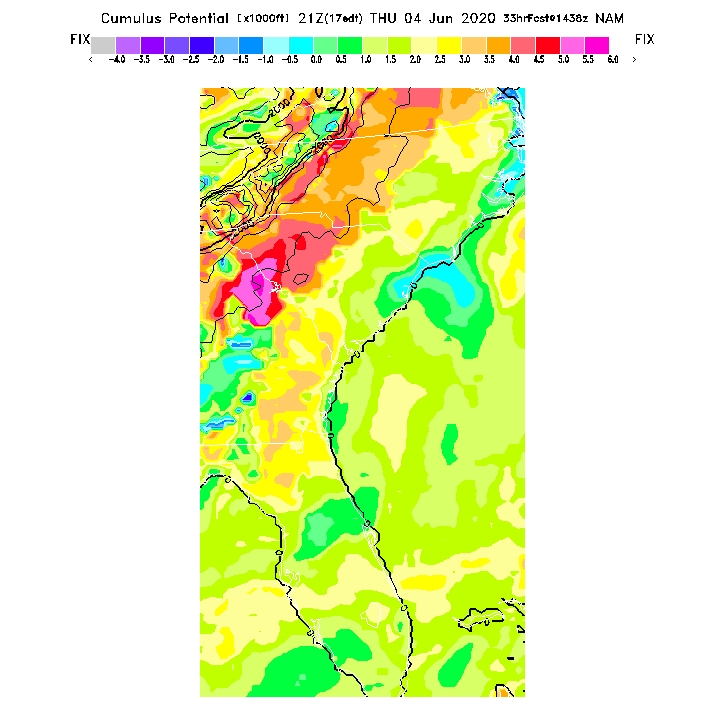 Cumulus Potential [x1000ft] 21Z(17edt) THU 04 Jun 2020 33hrFcst@1438z NAM
FIX FIX
< -4.0 -3.5 -3.0 -2.5 -2.0 -1.5 -1.0 -0.5 0.0 0.5 1.0 1.5 2.0 2.5 3.0 3.5 4.0 4.5 5.0 5.5 6.0 >
2000
2000